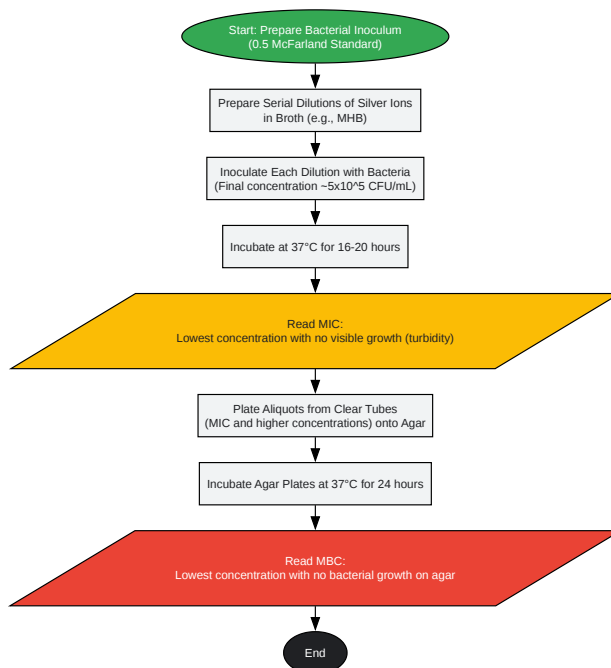 Start: Prepare Bacterial Inoculum
(0.5 McFarland Standard)
Prepare Serial Dilutions of Silver Ions
in Broth (e.g., MHB)
Inoculate Each Dilution with Bacteria
(Final concentration ~5x10^5 CFU/mL)
Incubate at 37°C for 16-20 hours
Read MIC:
Lowest concentration with no visible growth (turbidity)
Plate Aliquots from Clear Tubes
(MIC and higher concentrations) onto Agar
Incubate Agar Plates at 37°C for 24 hours
Read MBC:
Lowest concentration with no bacterial growth on agar
End